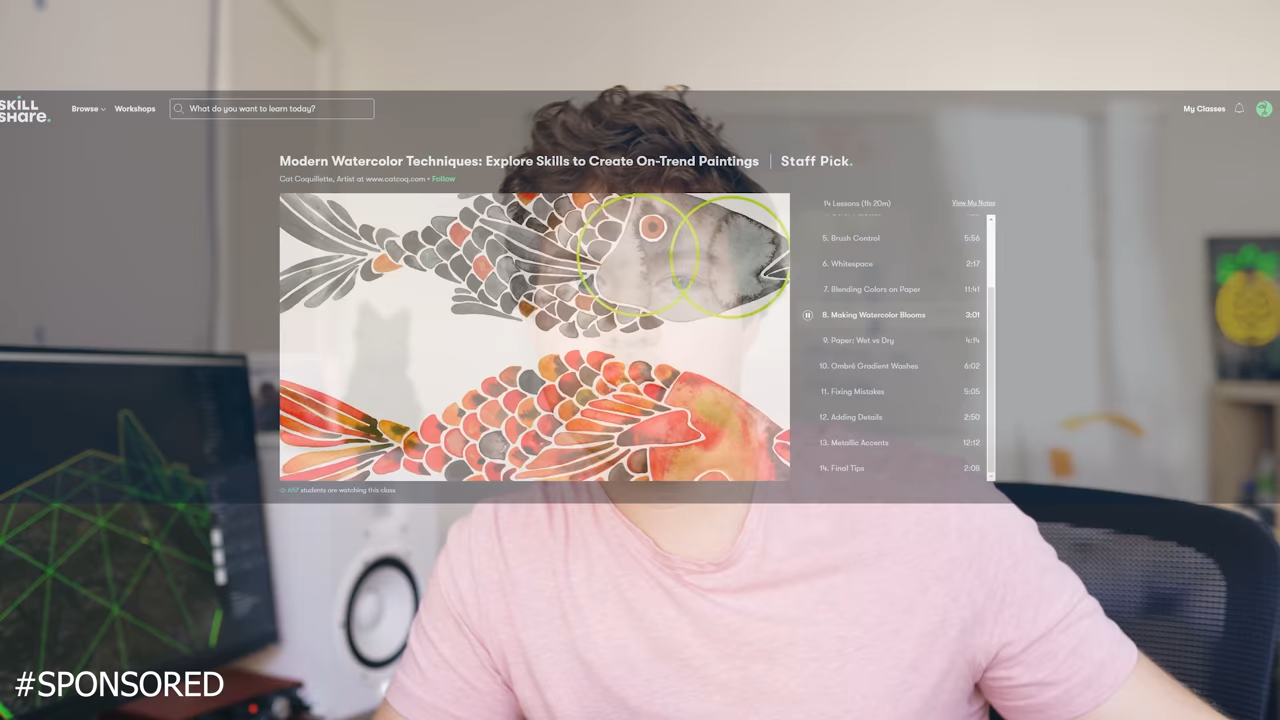 SKILL
SHARE.
Browse
Workshops
What do you want to learn today?
My Classes
Modern Watercolor Techniques: Explore Skills to Create On-Trend Paintings | Staff Pick.
Cat Coquillette, Artist at www.catcoq.com • Follow
14 Lessons (1h 20m)
View My Notes
5. Brush Control 5:56
6. Whitespace 2:17
7. Blending Colors on Paper 11:41
8. Making Watercolor Blooms 3:01
9. Paper: Wet vs Dry 4:14
10. Ombré Gradient Washes 6:02
11. Fixing Mistakes 5:05
12. Adding Details 2:50
13. Metallic Accents 12:12
14. Final Tips 2:08
657 students are watching this class
#SPONSORED